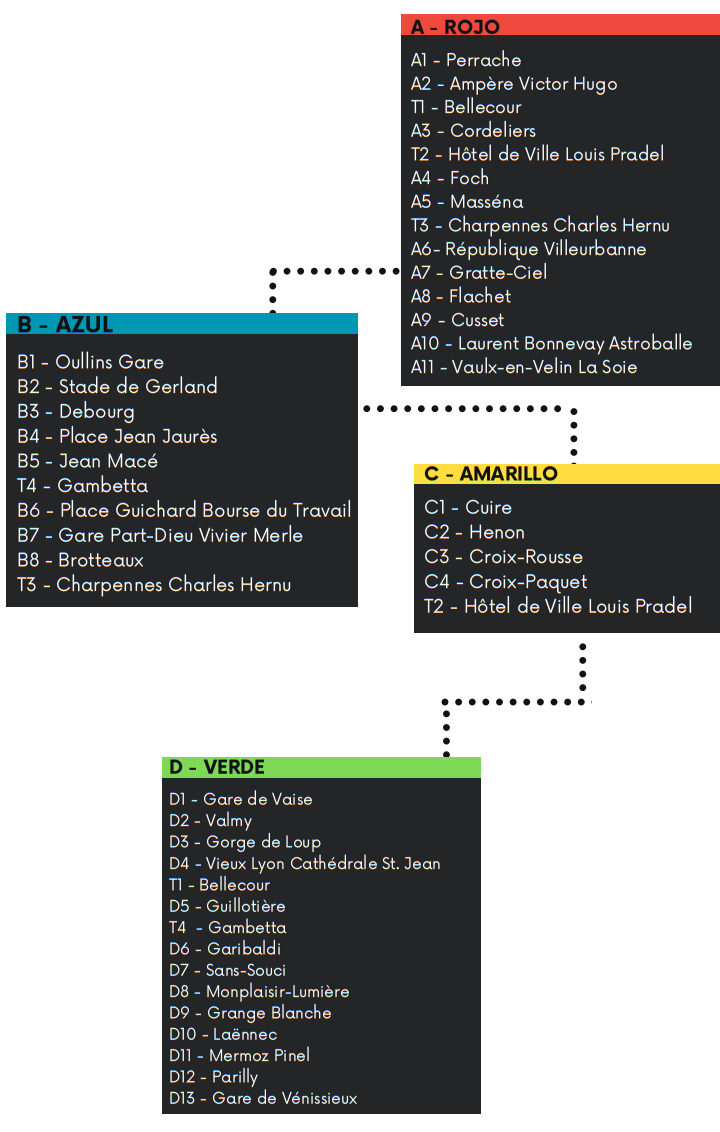 A - ROJO
A1 - Perrache
A2 - Ampère Victor Hugo
T1 - Bellecour
A3 - Cordeliers
T2 - Hôtel de Ville Louis Pradel
A4 - Foch
A5 - Masséna
T3 - Charpennes Charles Hernu
A6- République Villeurbanne
A7 - Gratte-Ciel
A8 - Flachet
A9 - Cusset
A10 - Laurent Bonnevay Astroballe
A11 - Vaulx-en-Velin La Soie
B - AZUL
B1 - Oullins Gare
B2 - Stade de Gerland
B3 - Debourg
B4 - Place Jean Jaurès
B5 - Jean Macé
T4 - Gambetta
B6 - Place Guichard Bourse du Travail
B7 - Gare Part-Dieu Vivier Merle
B8 - Brotteaux
T3 - Charpennes Charles Hernu
C - AMARILLO
C1 - Cuire
C2 - Henon
C3 - Croix-Rousse
C4 - Croix-Paquet
T2 - Hôtel de Ville Louis Pradel
D - VERDE
D1 - Gare de Vaise
D2 - Valmy
D3 - Gorge de Loup
D4 - Vieux Lyon Cathédrale St. Jean
T1 - Bellecour
D5 - Guillotière
T4 - Gambetta
D6 - Garibaldi
D7 - Sans-Souci
D8 - Monplaisir-Lumière
D9 - Grange Blanche
D10 - Laënnec
D11 - Mermoz Pinel
D12 - Parilly
D13 - Gare de Vénissieux